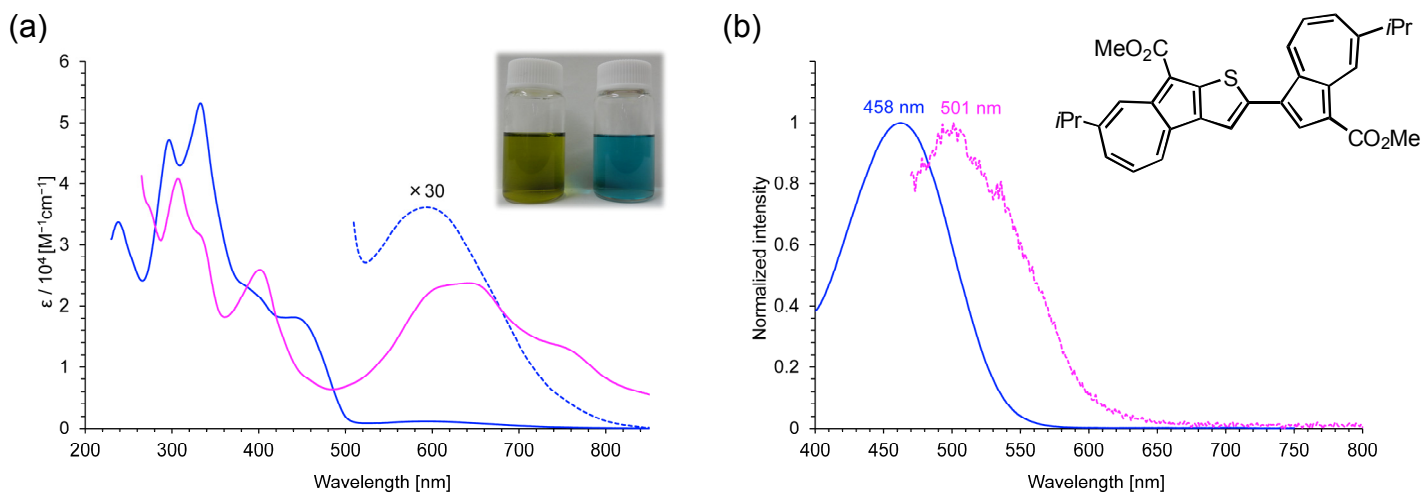 (a)
6
5
4
3
2
1
0
200 300 400 500 600 700 800
ε / 10⁴ [M⁻¹cm⁻¹]
Wavelength [nm]
× 30
(b)
458 nm 501 nm
1
0.8
0.6
0.4
0.2
0
400 450 500 550 600 650 700 750 800
Normalized intensity
Wavelength [nm]
MeO₂C
S
iPr
iPr
CO₂Me